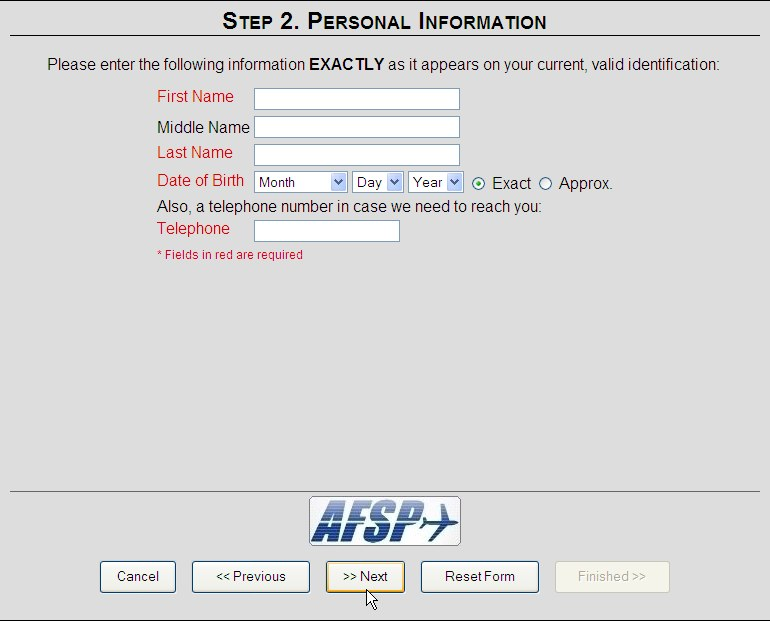 STEP 2. PERSONAL INFORMATION
Please enter the following information EXACTLY as it appears on your current, valid identification:
First Name
Middle Name
Last Name
Date of Birth Month Day Year Exact Approx.
Also, a telephone number in case we need to reach you:
Telephone
* Fields in red are required
AFSP
Cancel << Previous >> Next Reset Form Finished >>